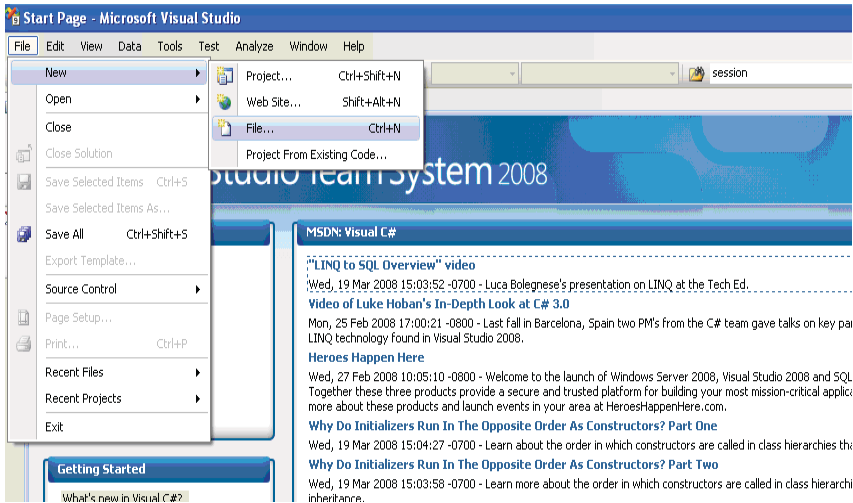 Start Page - Microsoft Visual Studio
File Edit View Data Tools Test Analyze Window Help
New
Open
Close
Close Solution
Save Selected Items Ctrl+S
Save Selected Items As...
Save All Ctrl+Shift+S
Export Template...
Source Control
Page Setup...
Print... Ctrl+P
Recent Files
Recent Projects
Exit
Project... Ctrl+Shift+N
Web Site... Shift+Alt+N
File... Ctrl+N
Project From Existing Code...
session
Studio Team System 2008
MSDN: Visual C#
"LINQ to SQL Overview" video
Wed, 19 Mar 2008 15:03:52 -0700 - Luca Bolegnese's presentation on LINQ at the Tech Ed.
Video of Luke Hoban's In-Depth Look at C# 3.0
Mon, 25 Feb 2008 17:00:21 -0800 - Last fall in Barcelona, Spain two PM's from the C# team gave talks on key pa
LINQ technology found in Visual Studio 2008.
Heroes Happen Here
Wed, 27 Feb 2008 10:05:10 -0800 - Welcome to the launch of Windows Server 2008, Visual Studio 2008 and SQL
Together these three products provide a secure and trusted platform for building your most mission-critical applic
more about these products and launch events in your area at HeroesHappenHere.com.
Why Do Initializers Run In The Opposite Order As Constructors? Part One
Wed, 19 Mar 2008 15:04:27 -0700 - Learn about the order in which constructors are called in class hierarchies tha
Why Do Initializers Run In The Opposite Order As Constructors? Part Two
Wed, 19 Mar 2008 15:03:58 -0700 - Learn more about the order in which constructors are called in class hierarchi
inheritance.
Getting Started
What's new in Visual C#?